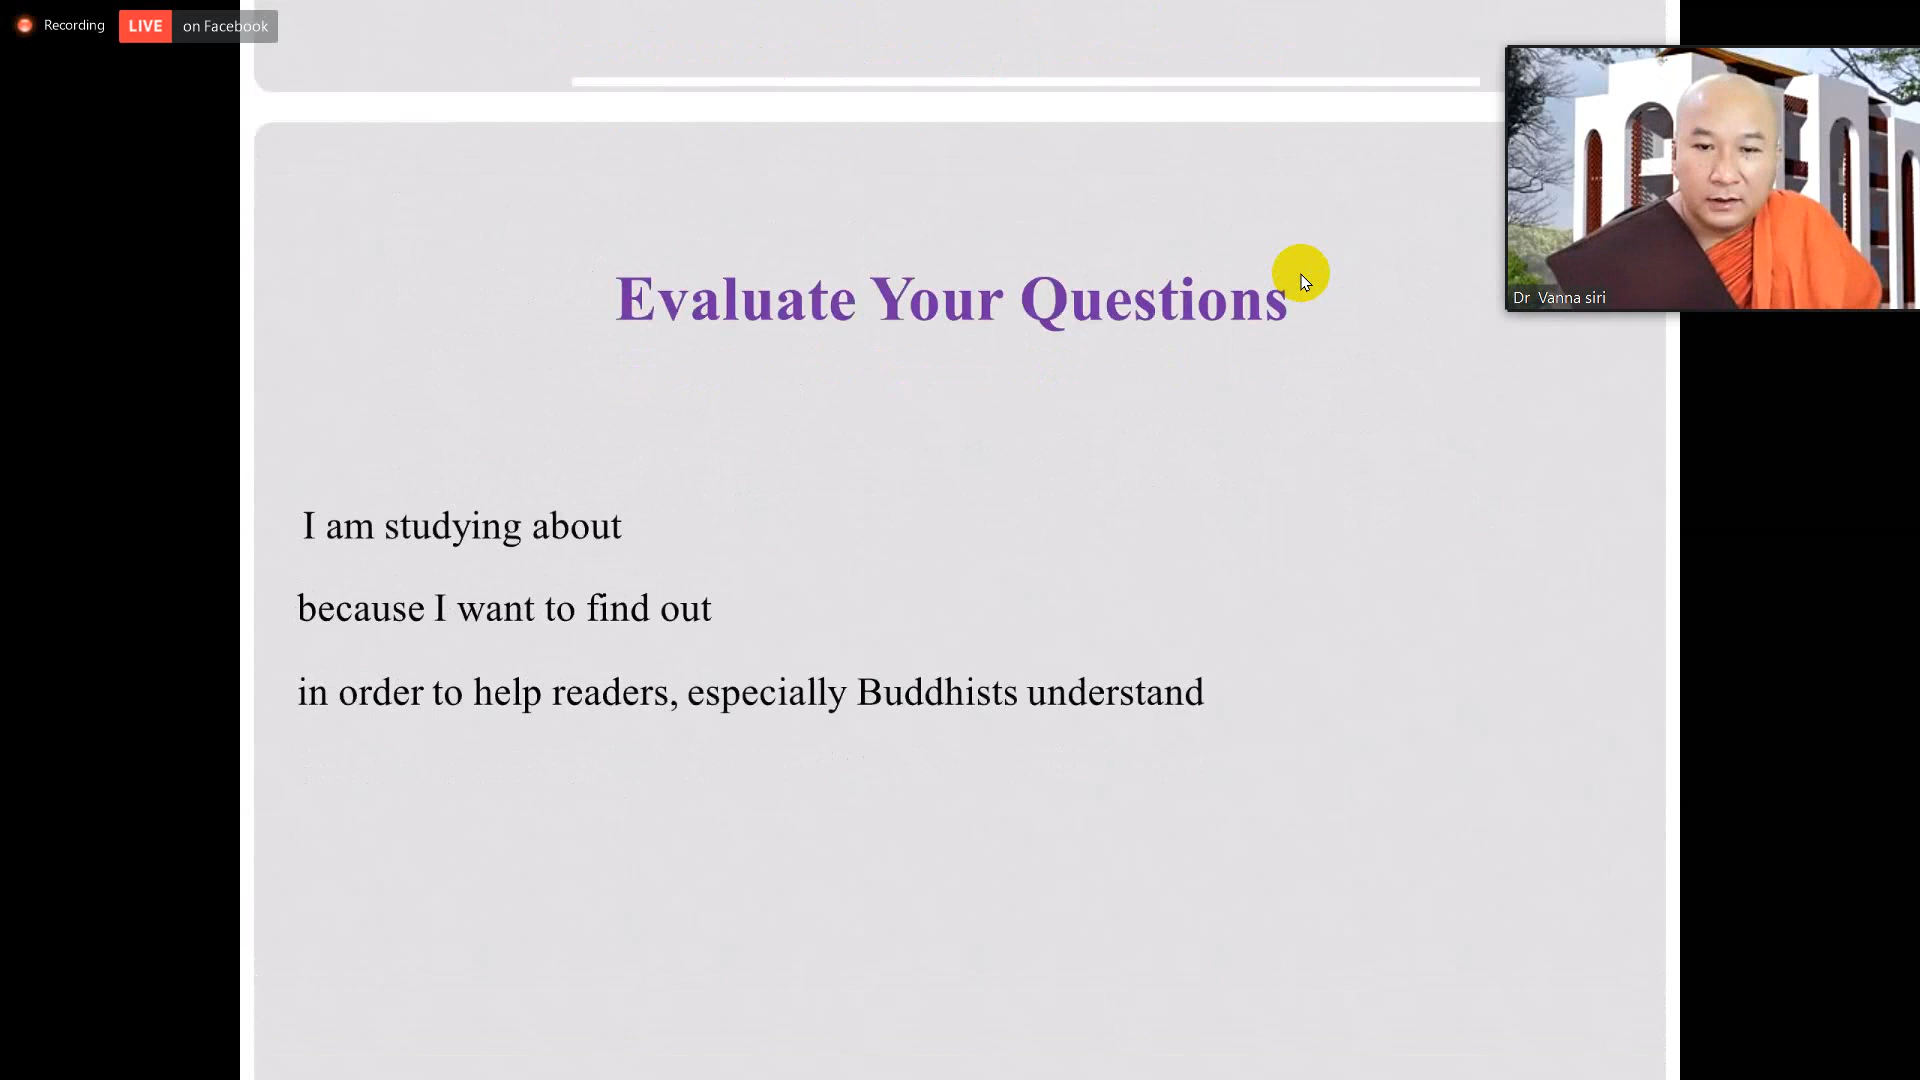 Recording
LIVE on Facebook
Evaluate Your Questions
I am studying about
because I want to find out
in order to help readers, especially Buddhists understand
Dr Vanna siri